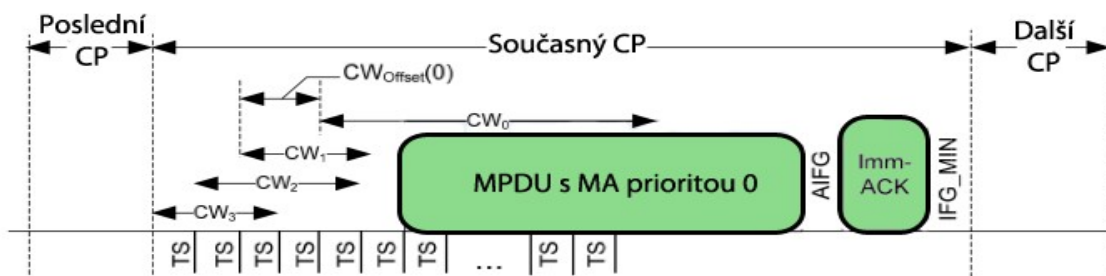 Poslední
CP
Současný CP
Další
CP
CWOffset(0)
CW0
CW1
CW2
CW3
MPDU s MA prioritou 0
AIFG
Imm-
ACK
IFG_MIN
TS TS TS TS TS TS TS ... TS TS